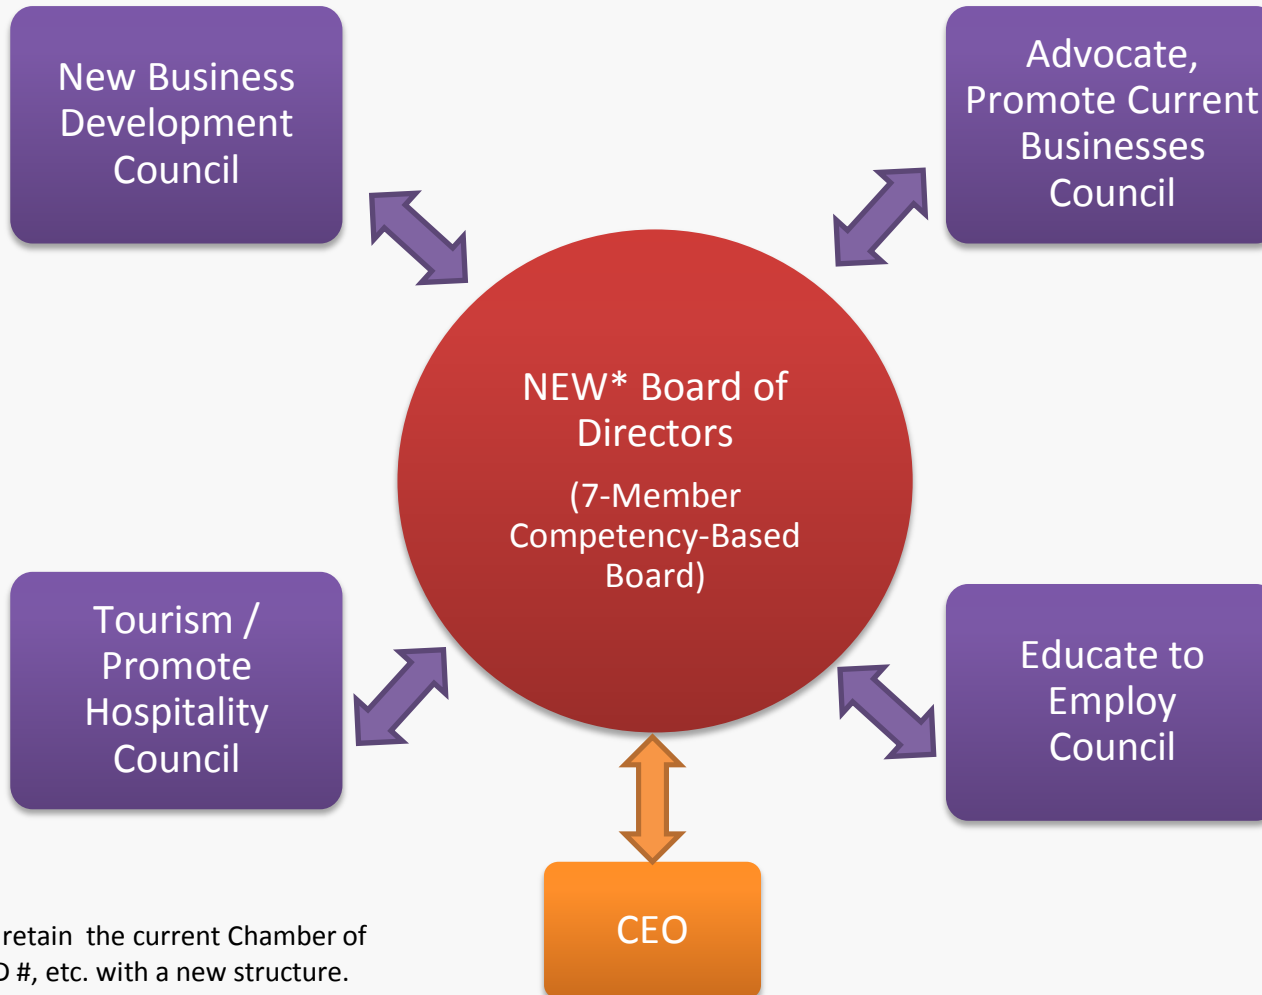 New Business
Development
Council
Advocate,
Promote Current
Businesses
Council
NEW* Board of
Directors
(7-Member
Competency-Based
Board)
Tourism /
Promote
Hospitality
Council
Educate to
Employ
Council
CEO
retain the current Chamber of
#, etc. with a new structure.